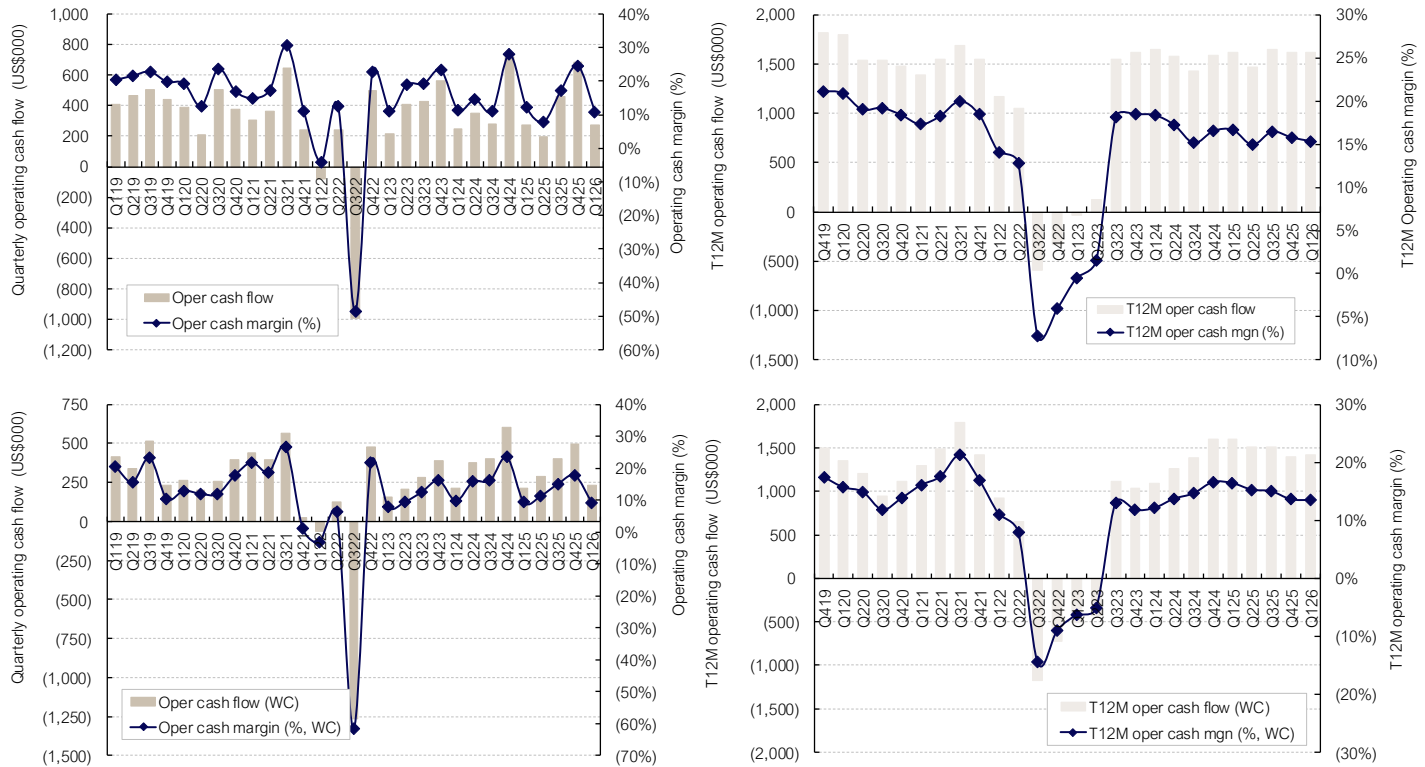 Quarterly operating cash flow (US$000)
1,000
800
600
400
200
0
(200)
(400)
(600)
(800)
(1,000)
(1,200)
Q119
Q219
Q319
Q419
Q120
Q220
Q320
Q420
Q121
Q221
Q321
Q421
Q122
Q222
Q322
Q422
Q123
Q223
Q323
Q423
Q124
Q224
Q324
Q424
Q125
Q225
Q325
Q425
Q126
Oper cash flow
Oper cash margin (%)
40%
30%
20%
10%
0%
(10%)
(20%)
(30%)
(40%)
(50%)
(60%)
Operating cash margin (%)
T12M operating cash flow (US$000)
2,000
1,500
1,000
500
0
(500)
(1,000)
(1,500)
Q419
Q120
Q220
Q320
Q420
Q121
Q221
Q321
Q421
Q122
Q222
Q322
Q422
Q123
Q223
Q323
Q423
Q124
Q224
Q324
Q424
Q125
Q225
Q325
Q425
Q126
T12M oper cash flow
T12M oper cash mgn (%)
30%
25%
20%
15%
10%
5%
0%
(5%)
(10%)
T12M Operating cash margin (%)
Quarterly operating cash flow (US$000)
750
500
250
0
(250)
(500)
(750)
(1,000)
(1,250)
(1,500)
Q119
Q219
Q319
Q419
Q120
Q220
Q320
Q420
Q121
Q221
Q321
Q421
Q122
Q222
Q322
Q422
Q123
Q223
Q323
Q423
Q124
Q224
Q324
Q424
Q125
Q225
Q325
Q425
Q126
Oper cash flow (WC)
Oper cash margin (%, WC)
40%
30%
20%
10%
0%
(10%)
(20%)
(30%)
(40%)
(50%)
(60%)
(70%)
Operating cash margin (%)
T12M operating cash flow (US$000)
2,000
1,500
1,000
500
0
(500)
(1,000)
(1,500)
(2,000)
Q419
Q120
Q220
Q320
Q420
Q121
Q221
Q321
Q421
Q122
Q222
Q322
Q422
Q123
Q223
Q323
Q423
Q124
Q224
Q324
Q424
Q125
Q225
Q325
Q425
Q126
T12M oper cash flow (WC)
T12M oper cash mgn (%, WC)
30%
20%
10%
0%
(10%)
(20%)
(30%)
T12M operating cash margin (%)